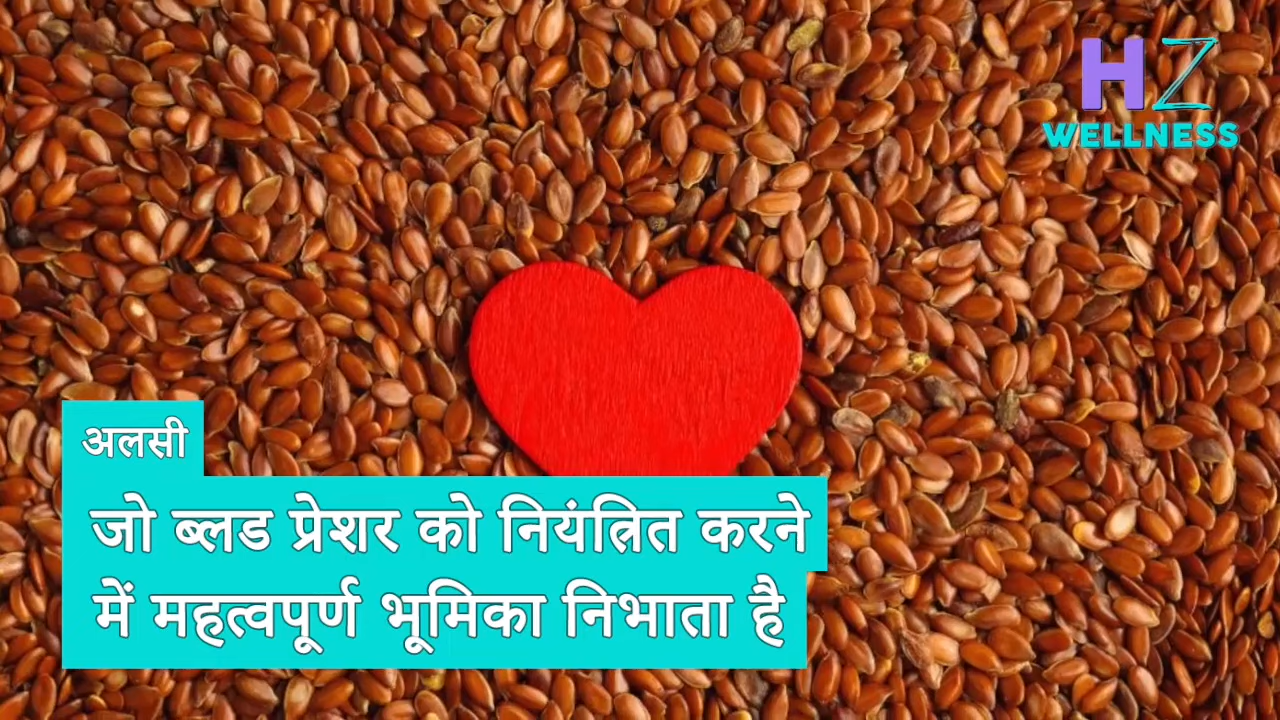 HZ
WELLNESS
अलसी
जो ब्लड प्रेशर को नियंत्रित करने
में महत्वपूर्ण भूमिका निभाता है